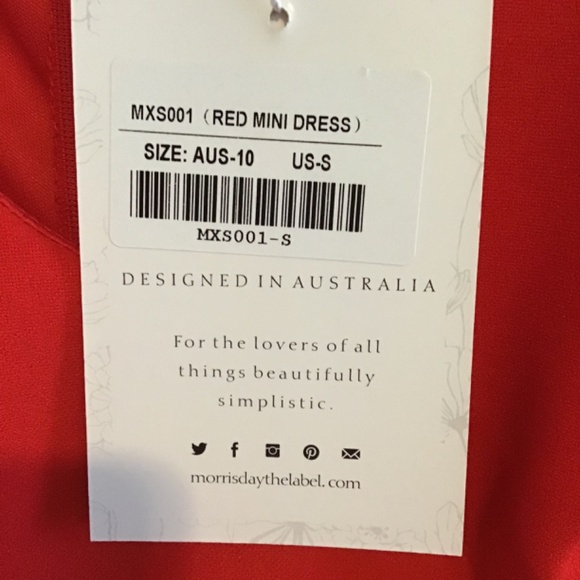 MXS001 (RED MINI DRESS)
SIZE: AUS-10 US-S
MXS001-S
DESIGNED IN AUSTRALIA
For the lovers of all
things beautifully
simplistic.
morrisdaythelabel.com